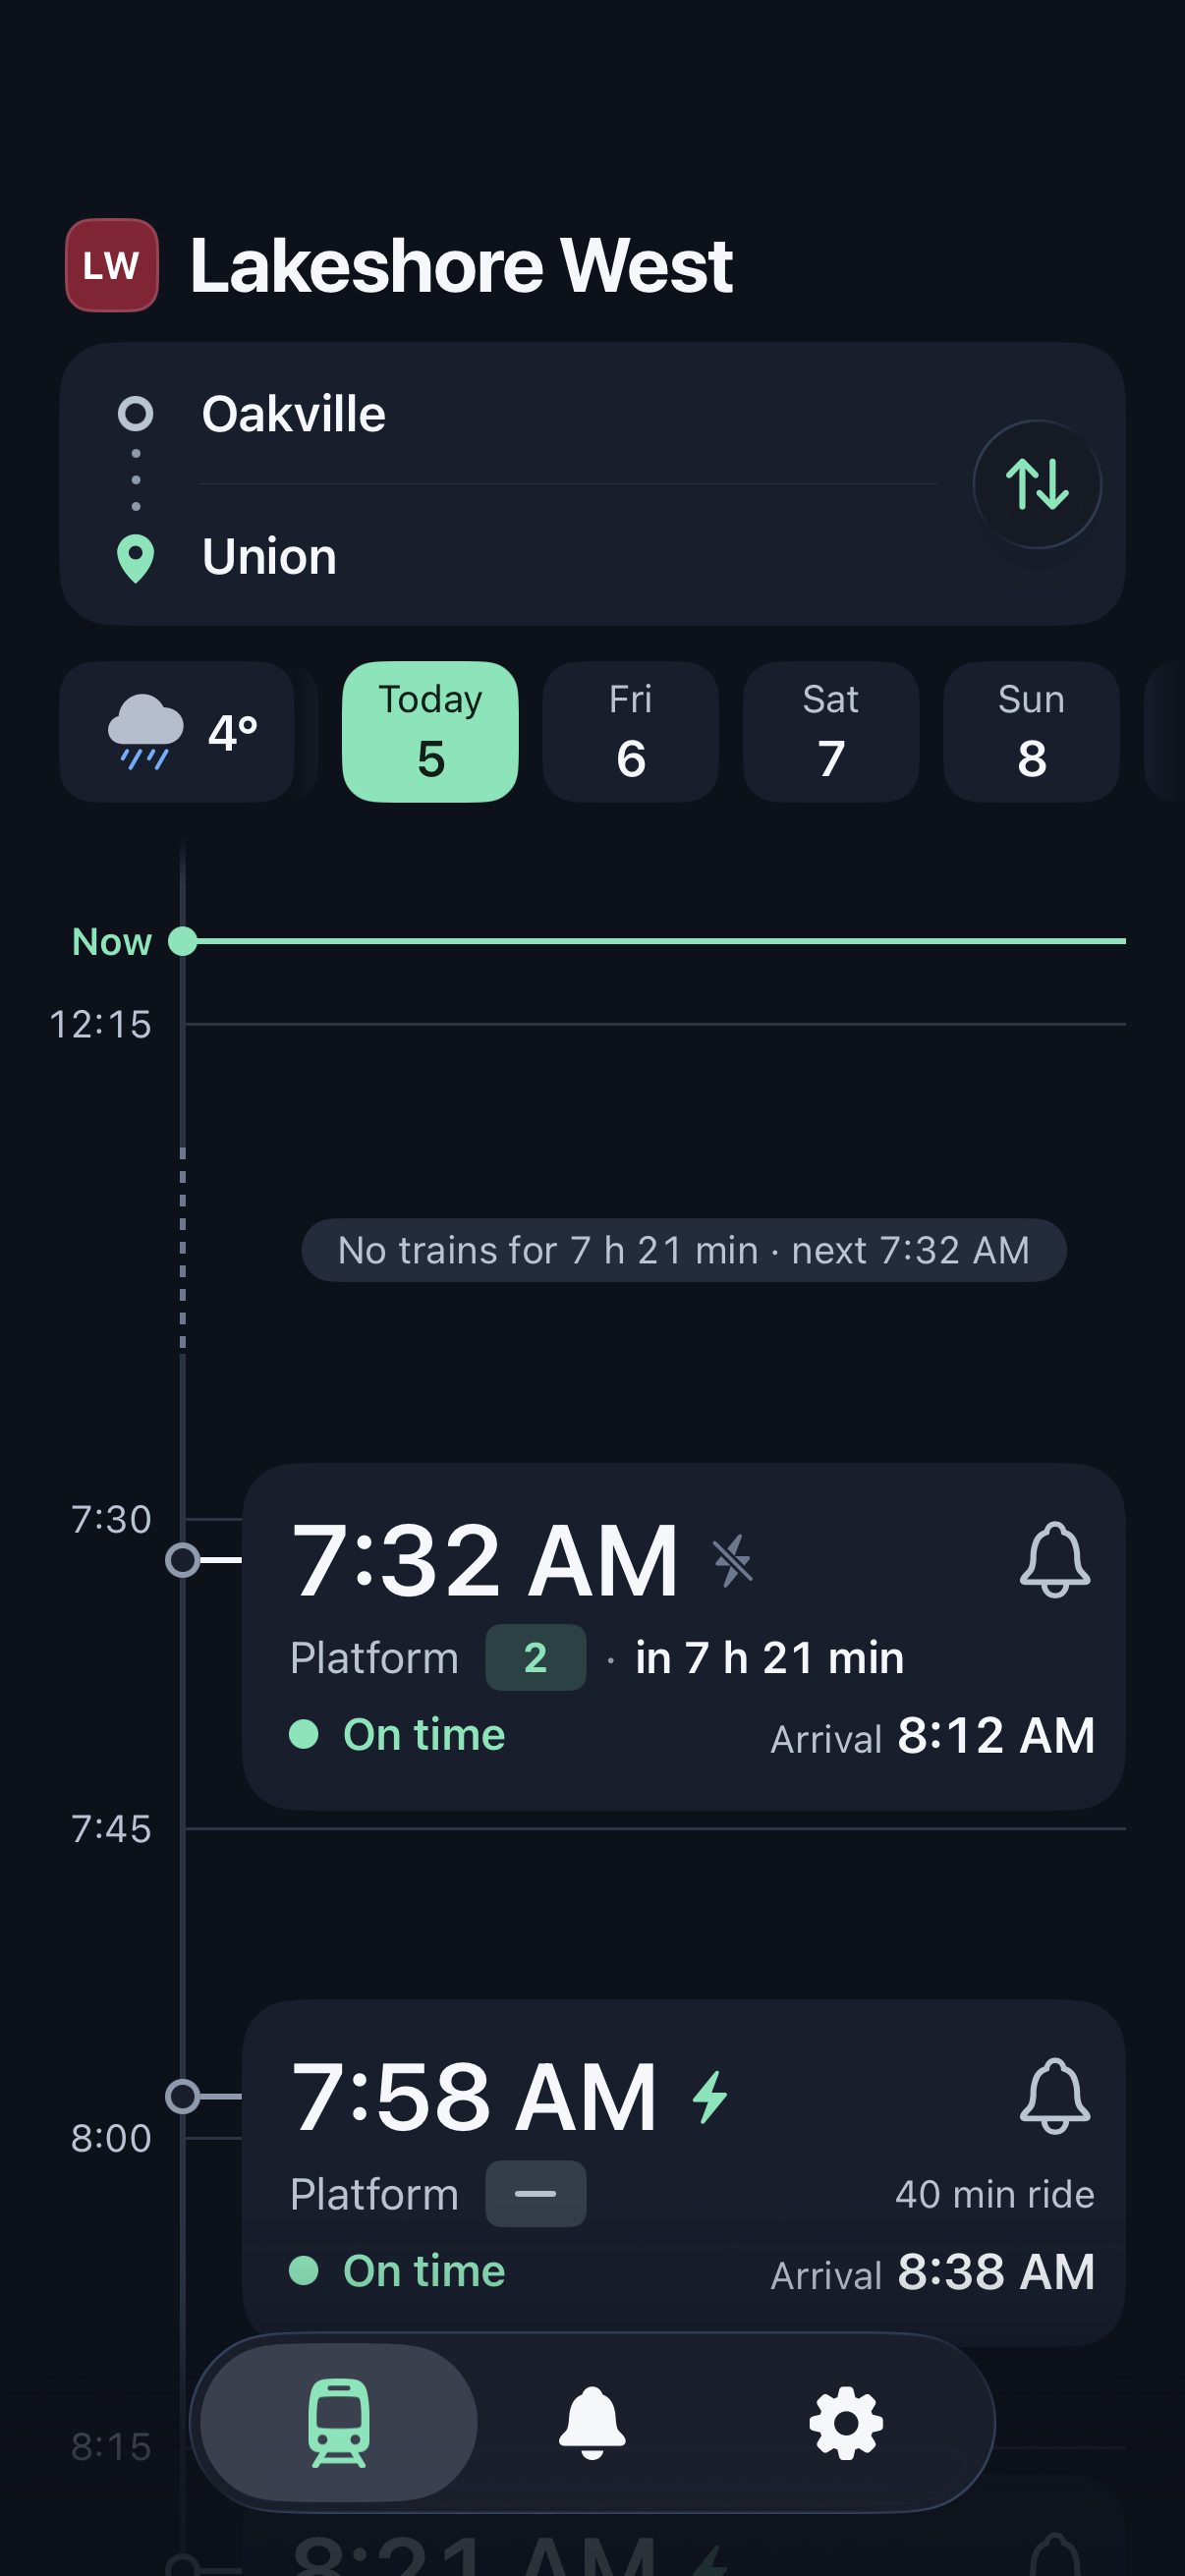 LW Lakeshore West
Oakville
Union
4° Today 5 Fri 6 Sat 7 Sun 8
Now
12:15
No trains for 7 h 21 min · next 7:32 AM
7:30
7:32 AM
Platform 2 · in 7 h 21 min
On time Arrival 8:12 AM
7:45
7:58 AM
8:00
Platform — 40 min ride
On time Arrival 8:38 AM
8:15
8:21 AM